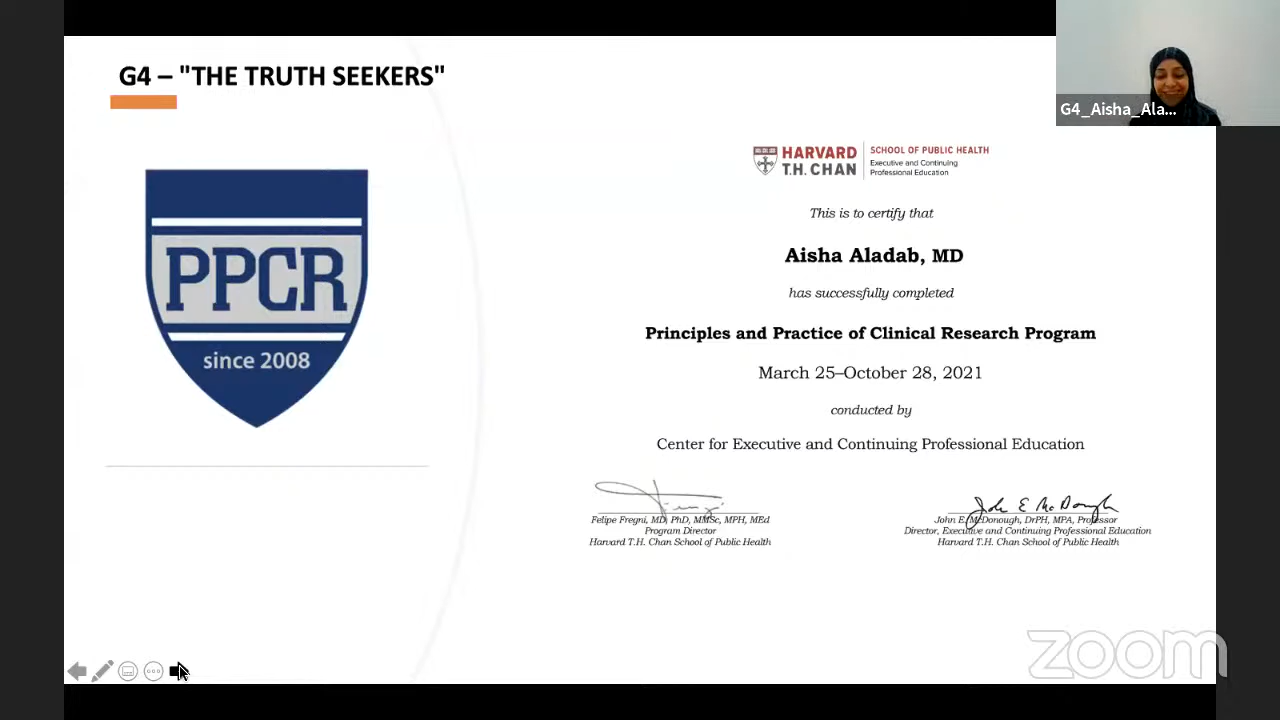 G4 – "THE TRUTH SEEKERS"
G4_Aisha_Ala...
PPCR
since 2008
HARVARD
T.H. CHAN
SCHOOL OF PUBLIC HEALTH
Executive and Continuing
Professional Education
This is to certify that
Aisha Aladab, MD
has successfully completed
Principles and Practice of Clinical Research Program
March 25–October 28, 2021
conducted by
Center for Executive and Continuing Professional Education
Felipe Fregni, MD, PhD, MMSc, MPH, MEd
Program Director
Harvard T.H. Chan School of Public Health
John E McDonough
John E. McDonough, DrPH, MPA, Professor
Director, Executive and Continuing Professional Education
Harvard T.H. Chan School of Public Health
zoom